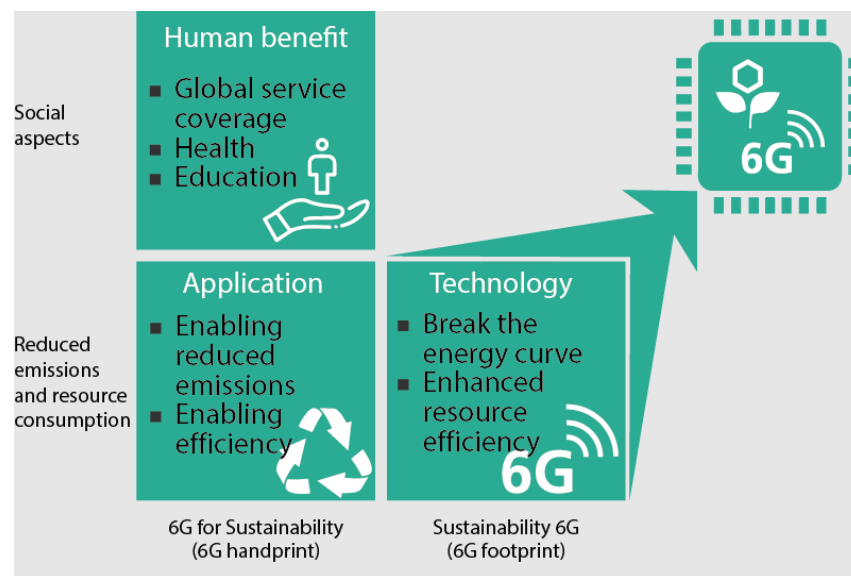 Human benefit
Social
aspects
▪ Global service
coverage
▪ Health
▪ Education
6G
Application
▪ Enabling
reduced
emissions
▪ Enabling
efficiency
Technology
▪ Break the
energy curve
▪ Enhanced
resource
efficiency
6G
Reduced
emissions
and resource
consumption
6G for Sustainability
(6G handprint)
Sustainability 6G
(6G footprint)